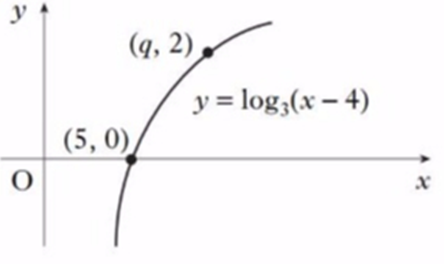 y
(q, 2)
y = log₃(x – 4)
(5, 0)
O
x